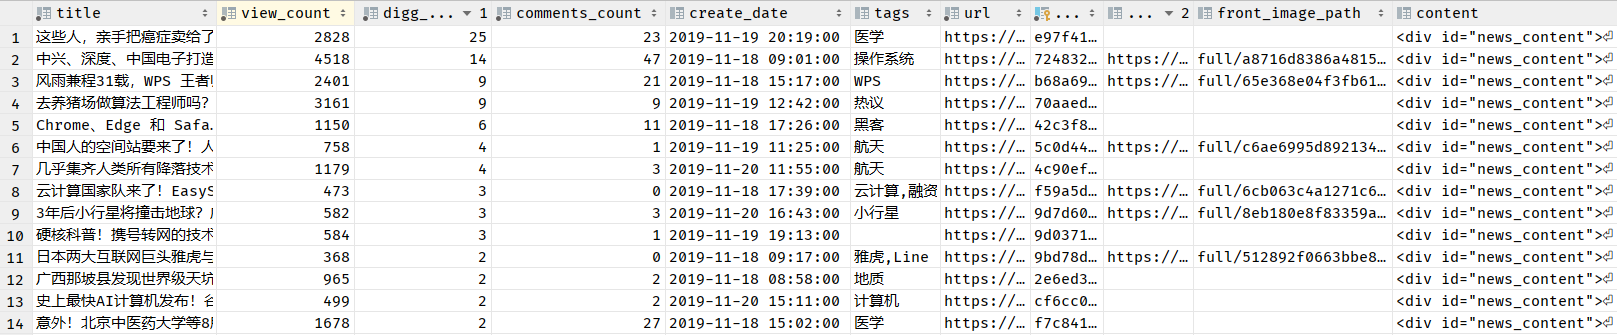 title view_count digg_... 1 comments_count create_date tags url ... ... 2 front_image_path content
1 这些人，亲手把癌症卖给了 2828 25 23 2019-11-19 20:19:00 医学 https://... e97f41... <div id="news_content">
2 中兴、深度、中国电子打造 4518 14 47 2019-11-18 09:01:00 操作系统 https://... 724832... https://... full/a8716d8386a4815... <div id="news_content">
3 风雨兼程31载，WPS 王者! 2401 9 21 2019-11-18 15:17:00 WPS https://... b68a69... https://... full/65e368e04f3fb61... <div id="news_content">
4 去养猪场做算法工程师吗？ 3161 9 9 2019-11-19 12:42:00 热议 https://... 70aaed... <div id="news_content">
5 Chrome、Edge 和 Safa... 1150 6 11 2019-11-18 17:26:00 黑客 https://... 42c3f8... <div id="news_content">
6 中国人的空间站要来了！人 758 4 1 2019-11-19 11:25:00 航天 https://... 5c0d44... https://... full/c6ae6995d892134... <div id="news_content">
7 几乎集齐人类所有降落技术 1179 4 3 2019-11-20 11:55:00 航天 https://... 4c90ef... <div id="news_content">
8 云计算国家队来了！EasyS 473 3 0 2019-11-18 17:39:00 云计算,融资 https://... f59a5d... https://... full/6cb063c4a1271c6... <div id="news_content">
9 3年后小行星将撞击地球？ 582 3 3 2019-11-20 16:43:00 小行星 https://... 9d7d60... https://... full/8eb180e8f83359a... <div id="news_content">
10 硬核科普！携号转网的技术 584 3 1 2019-11-19 19:13:00 https://... 9d0371... <div id="news_content">
11 日本两大互联网巨头雅虎与 368 2 0 2019-11-18 09:17:00 雅虎,Line https://... 9bd78d... https://... full/512892f0663bbe8... <div id="news_content">
12 广西那坡县发现世界级天坑 965 2 2 2019-11-18 08:58:00 地质 https://... 2e6ed3... <div id="news_content">
13 史上最快AI计算机发布！谷 499 2 2 2019-11-20 15:11:00 计算机 https://... cf6cc0... <div id="news_content">
14 意外！北京中医药大学等8 1678 2 27 2019-11-18 15:02:00 医学 https://... f7c841... <div id="news_content">